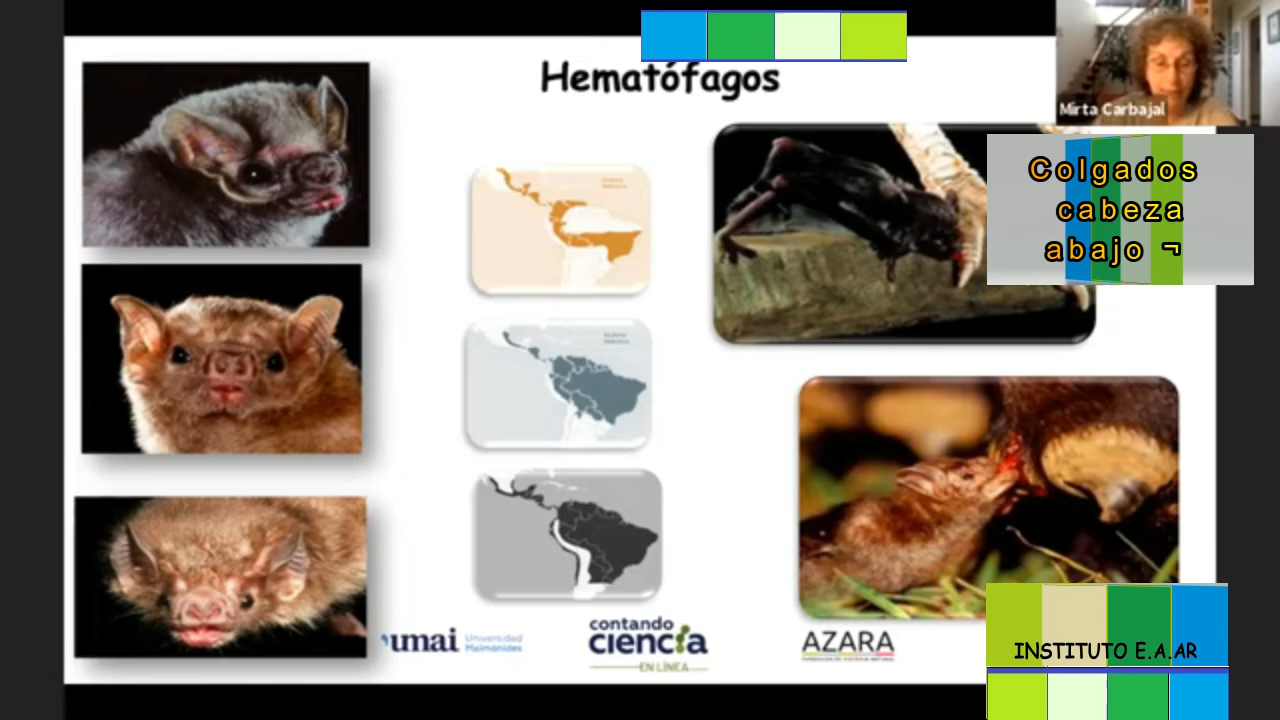 Hematófagos
Mirta Carbajal
Colgados
cabeza
abajo ¬
umai Universidad
Maimónides
contando
ciencia
EN LÍNEA
AZARA
INSTITUTO E.A.AR